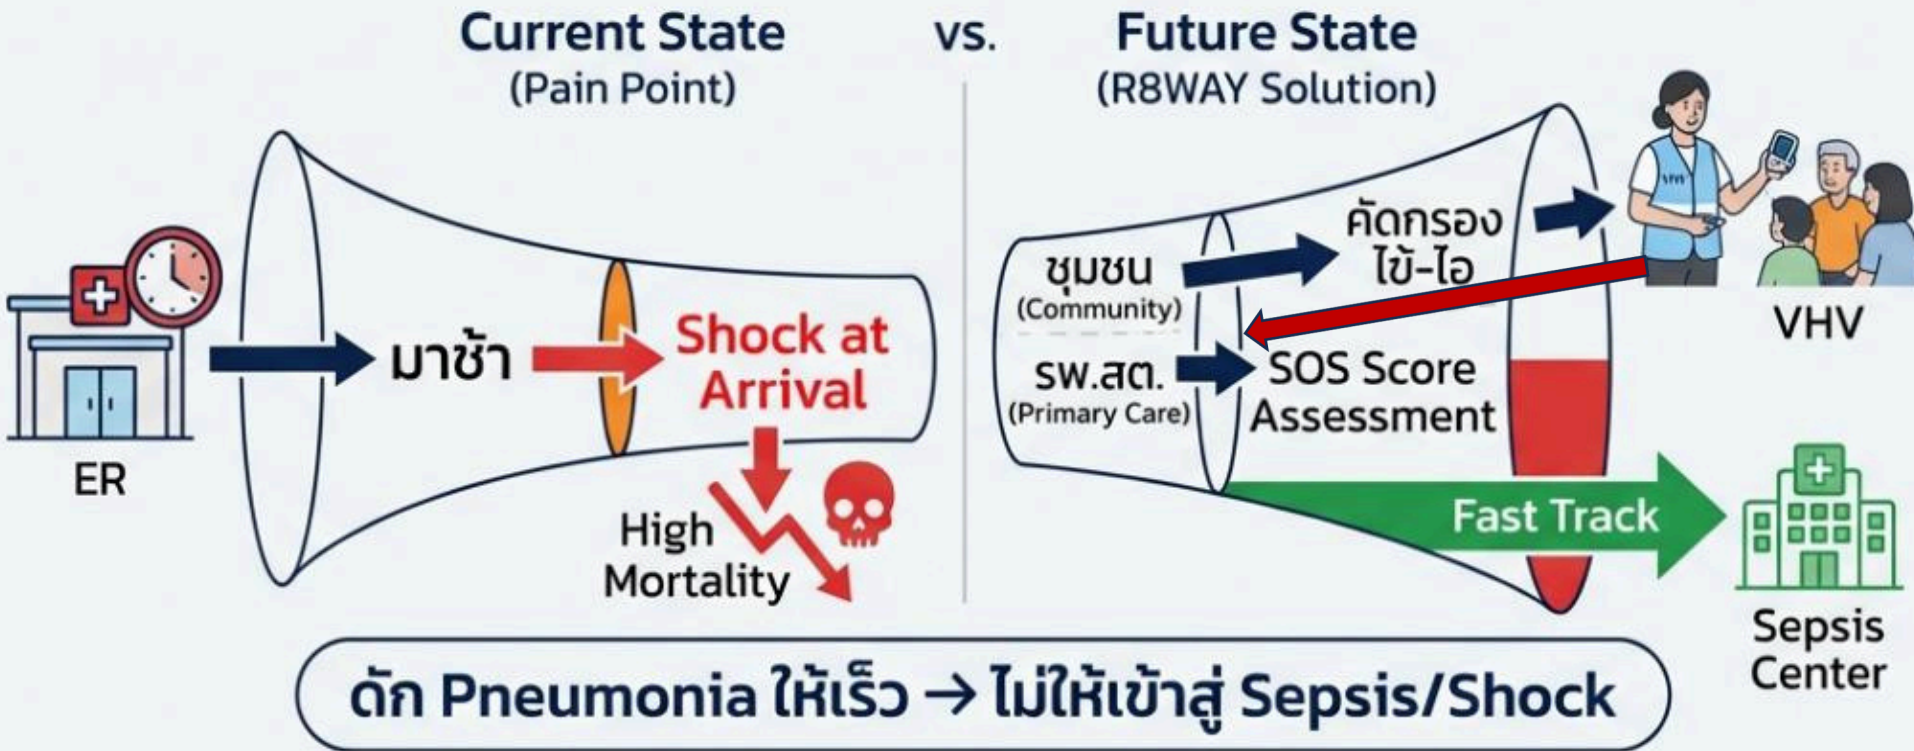 Current State
(Pain Point)
vs.
Future State
(R8WAY Solution)
ER
มาช้า
Shock at
Arrival
High
Mortality
ชุมชน
(Community)
คัดกรอง
ไข้-ไอ
VHV
รพ.สต.
(Primary Care)
SOS Score
Assessment
Fast Track
Sepsis
Center
ดัก Pneumonia ให้เร็ว → ไม่ให้เข้าสู่ Sepsis/Shock